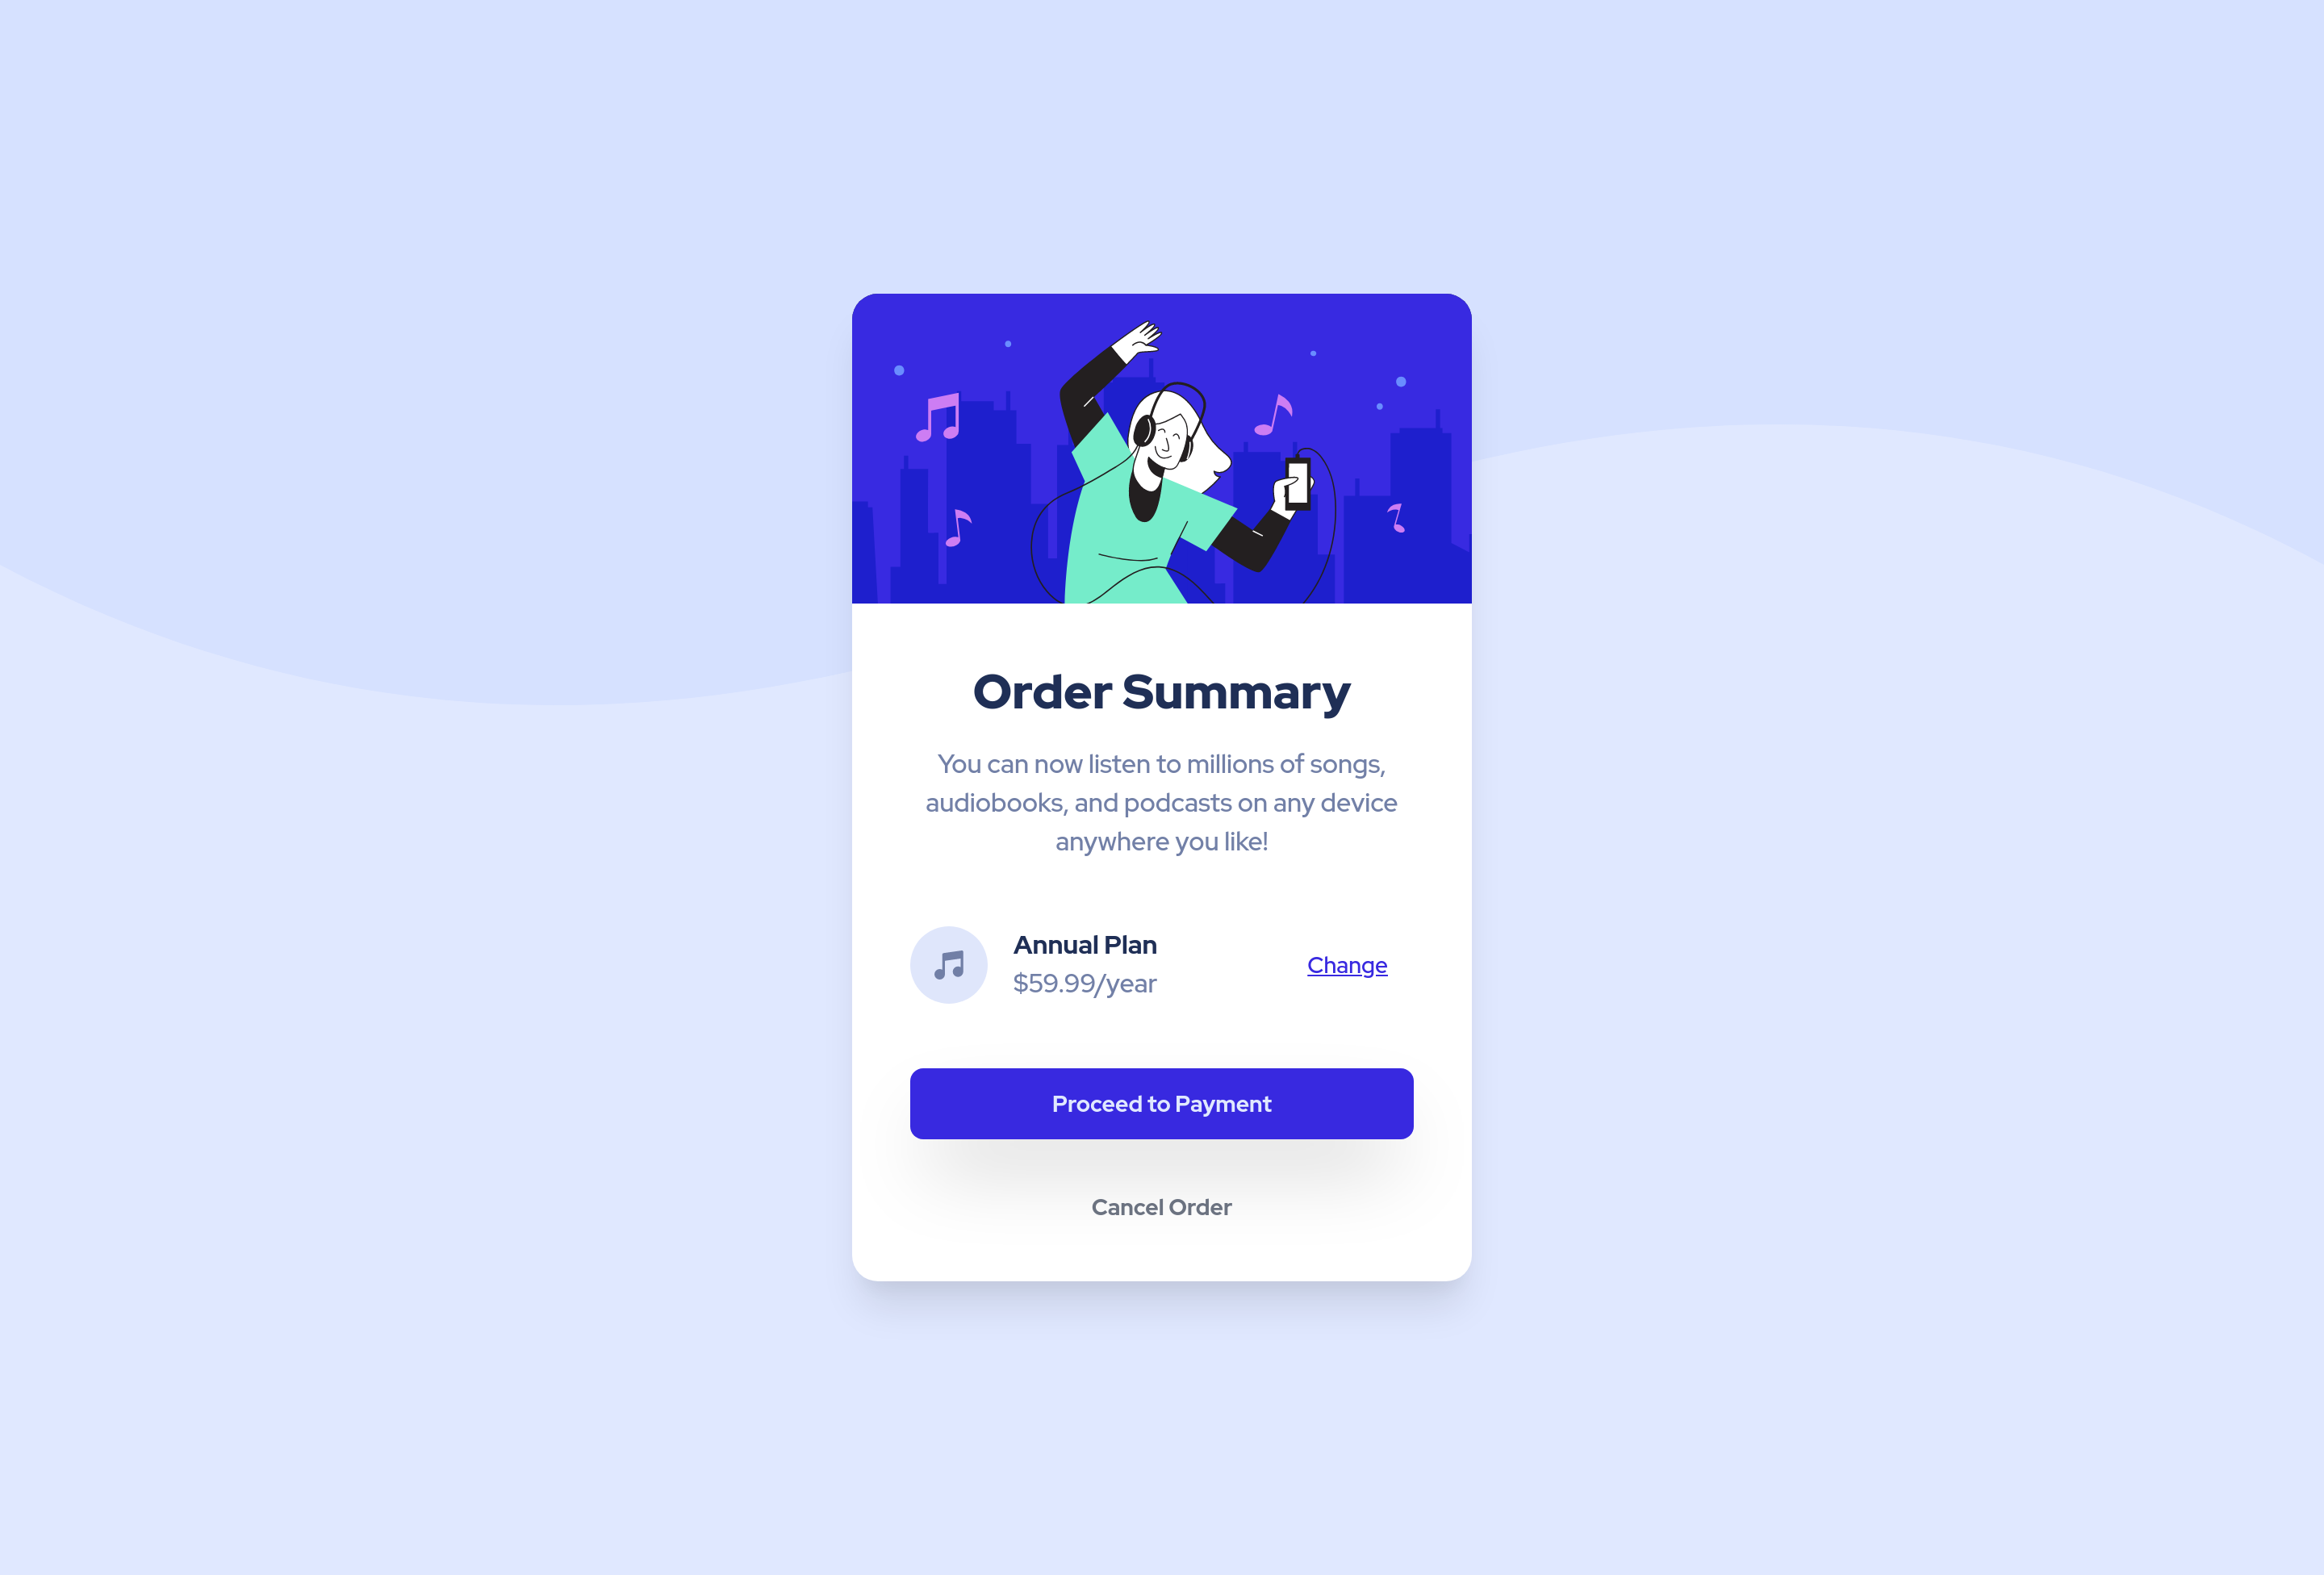 Order Summary
You can now listen to millions of songs,
audiobooks, and podcasts on any device
anywhere you like!
Annual Plan
$59.99/year
Change
Proceed to Payment
Cancel Order